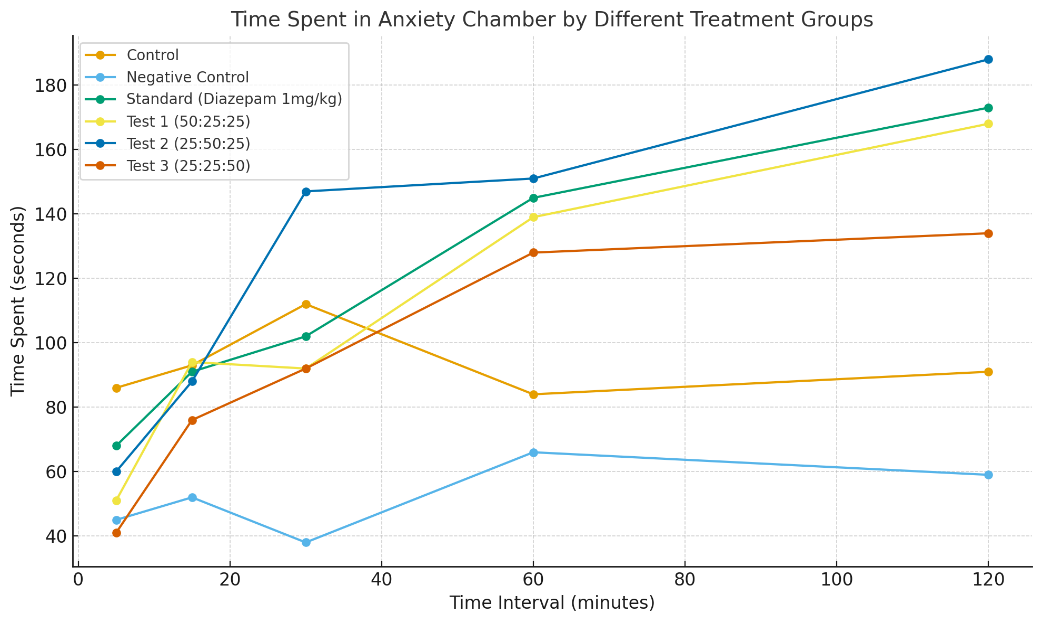 Time Spent in Anxiety Chamber by Different Treatment Groups
Control
Negative Control
Standard (Diazepam 1mg/kg)
Test 1 (50:25:25)
Test 2 (25:50:25)
Test 3 (25:25:50)
Time Spent (seconds)
180
160
140
120
100
80
60
40
0 20 40 60 80 100 120
Time Interval (minutes)